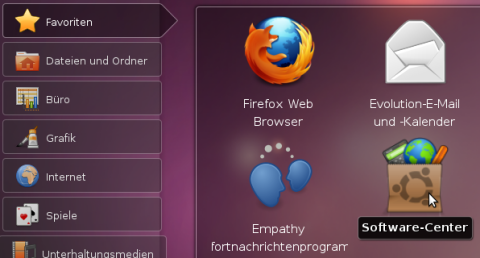 Favoriten
Dateien und Ordner
Büro
Grafik
Internet
Spiele
Unterhaltungsmedien
Firefox Web
Browser
Evolution-E-Mail
und -Kalender
Empathy
fortnachrichtenprogram
Software-Center